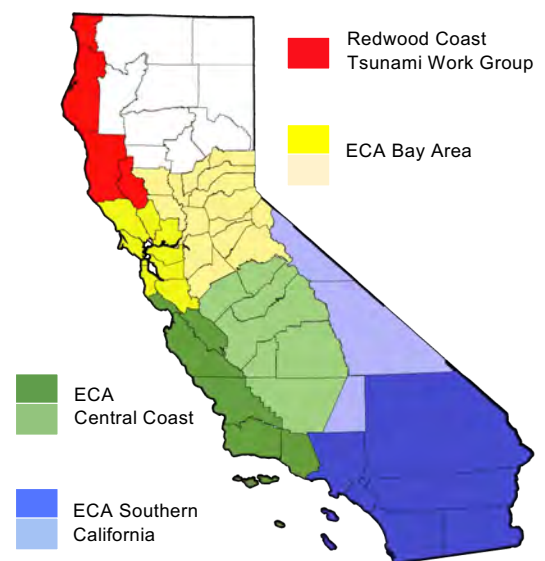 Redwood Coast
Tsunami Work Group
ECA Bay Area
ECA
Central Coast
ECA Southern
California